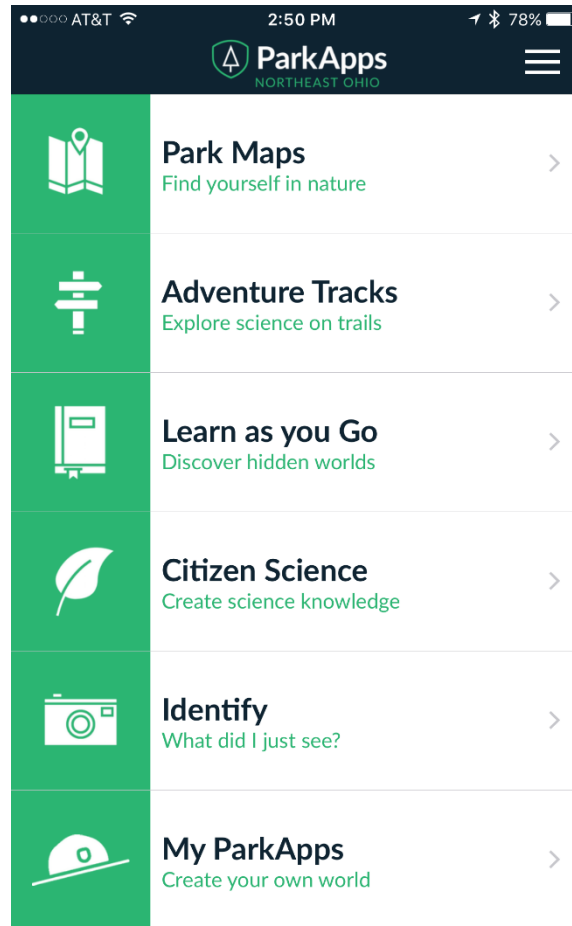 AT&T 2:50 PM 78%
ParkApps
NORTHEAST OHIO
Park Maps
Find yourself in nature
Adventure Tracks
Explore science on trails
Learn as you Go
Discover hidden worlds
Citizen Science
Create science knowledge
Identify
What did I just see?
My ParkApps
Create your own world